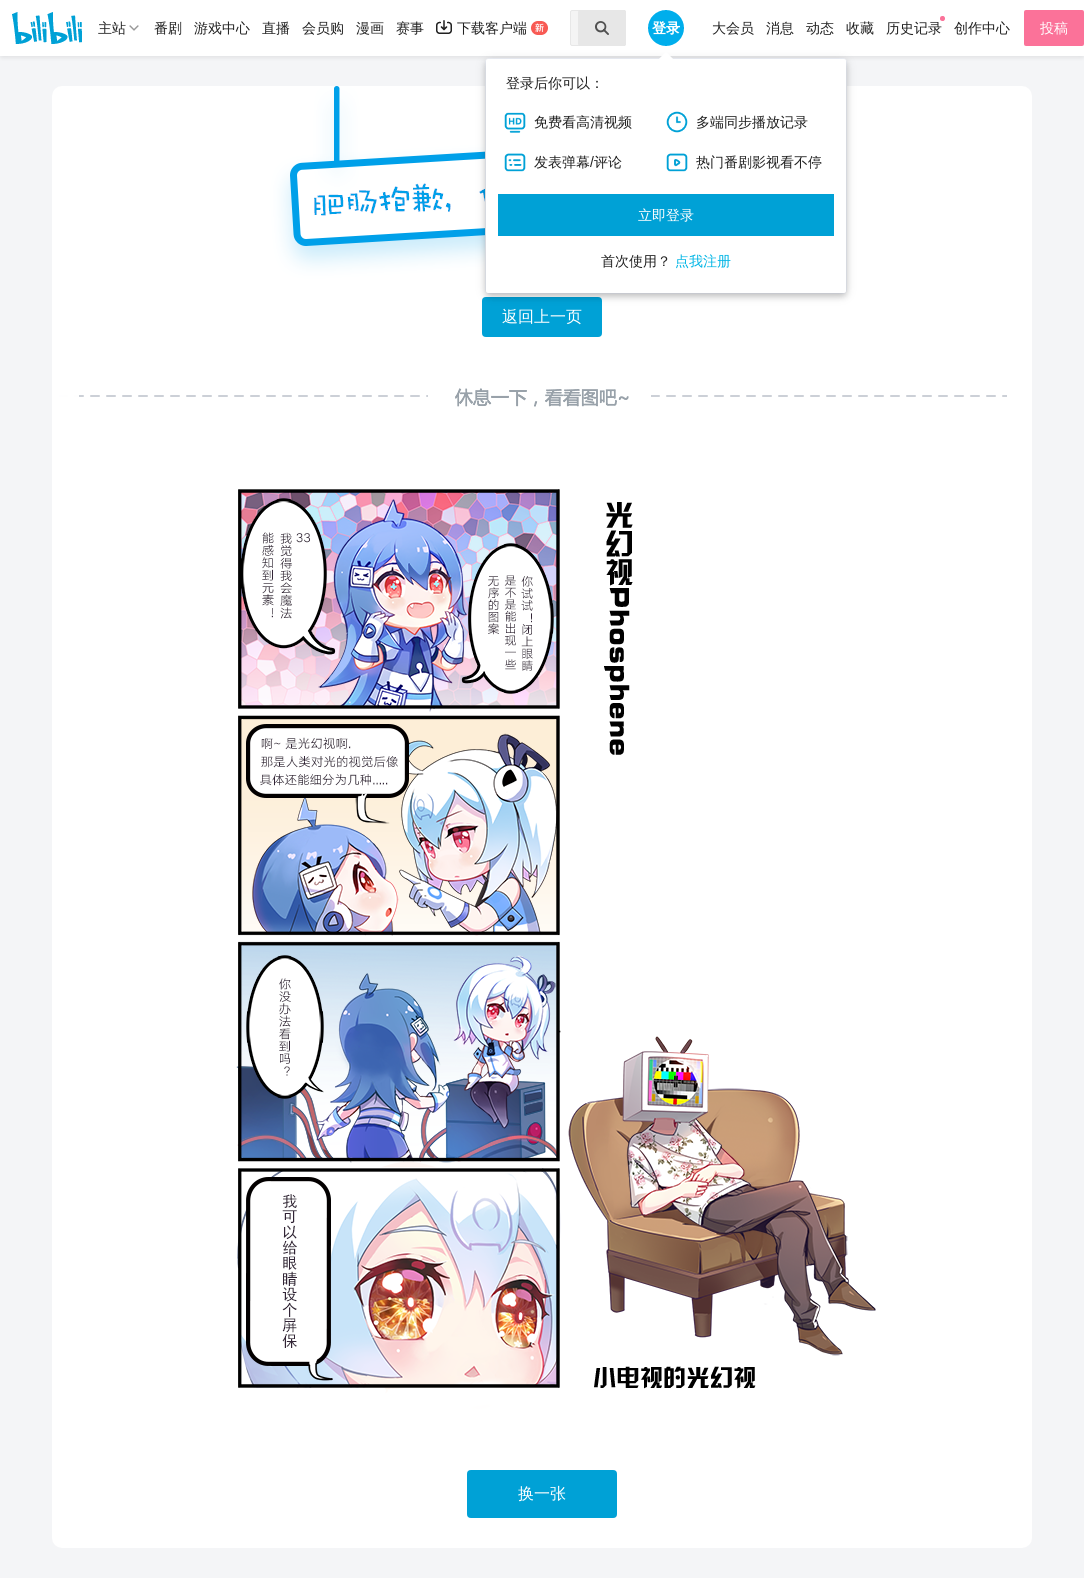 bilibili
主站
番剧
游戏中心
直播
会员购
漫画
赛事
下载客户端
新
登录
大会员
消息
动态
收藏
历史记录
创作中心
投稿
登录后你可以：
HD 免费看高清视频
多端同步播放记录
发表弹幕/评论
热门番剧影视看不停
立即登录
首次使用？ 点我注册
肥肠抱歉，
返回上一页
休息一下，看看图吧~
33
我觉得我会魔法
能感知到元素！
你试试！闭上眼睛
是不是能出现一些
无序的图案
光幻视Phosphene
啊~ 是光幻视啊.
那是人类对光的视觉后像
具体还能细分为几种.....
你没办法看到吗？
我可以给眼睛设个屏保
小电视的光幻视
换一张